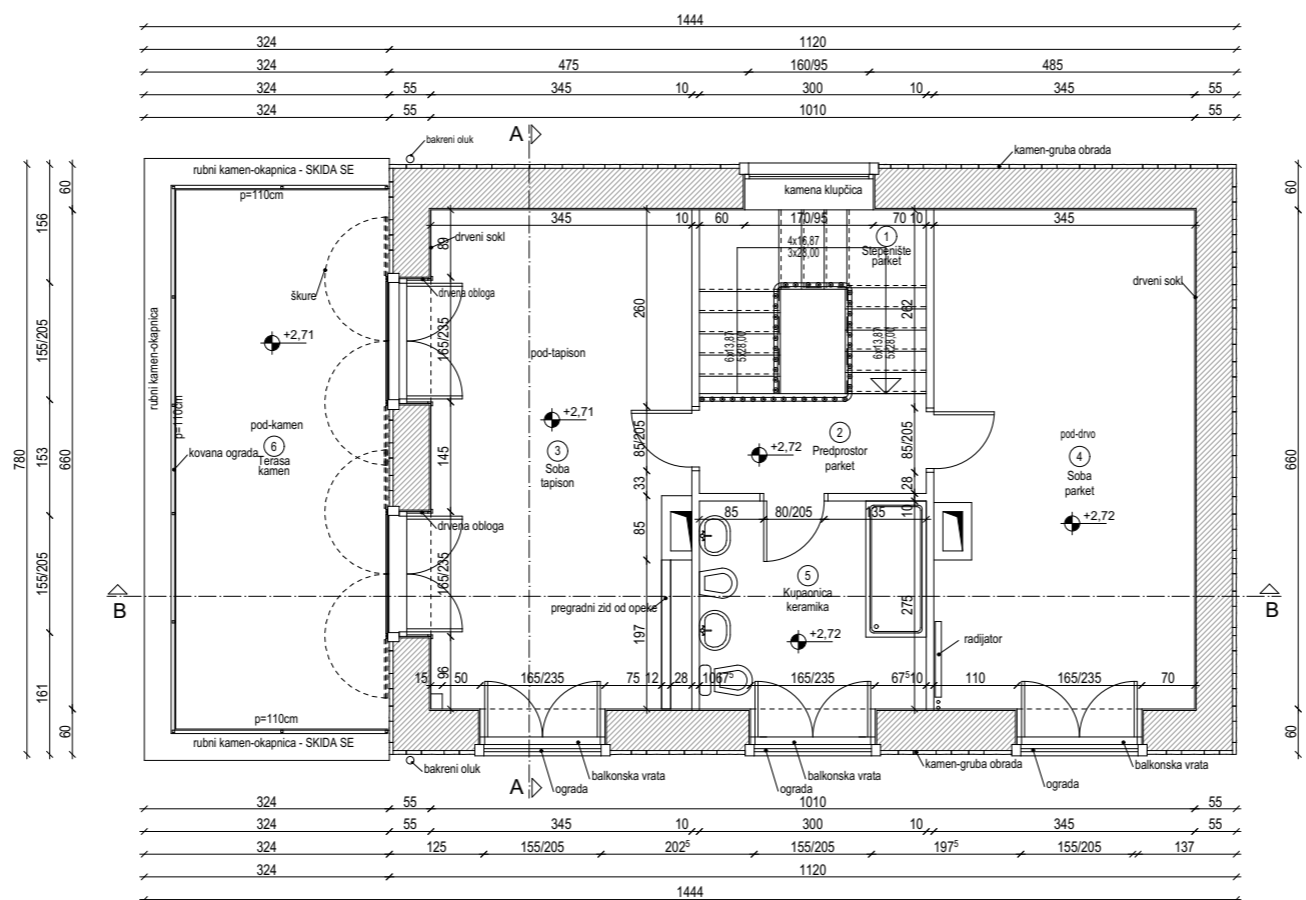 1444
324 1120
324 475 160/95 485
324 55 345 10 300 10 345 55
324 55 1010 55
A
bakreni oluk
kamen-gruba obrada
rubni kamen-okapnica - SKIDA SE
p=110cm
kamena klupčica
345 10 60 170/95 70 10 345
drveni sokl
89
4x16,87
3x28,00
1
Stepenište
parket
drveni sokl
drvena obloga
škure
+2,71
165/235
260
262
pod-tapison
6x13,87
5x28,00
6x13,87
5x28,00
rubni kamen-okapnica
p=110cm
kovana ograda
pod-kamen
6
Terasa
kamen
+2,71
3
Soba
tapison
145
85/205
33
85
197
+2,72
2
Predprostor
parket
85/205
28
10
pod-drvo
4
Soba
parket
+2,72
drvena obloga
165/235
85 80/205 135
5
Kupaonica
keramika
+2,72
275
pregradni zid od opeke
radijator
B
B
96
15 50 165/235 75 12 28 10 67⁵ 165/235 67⁵ 10 110 165/235 70
p=110cm
rubni kamen-okapnica - SKIDA SE
bakreni oluk
A
ograda
balkonska vrata
ograda
balkonska vrata
kamen-gruba obrada
ograda
balkonska vrata
780
156
155/205
153
155/205
161
60
660
60
60
660
60
324 55 1010 55
324 55 345 10 300 10 345 55
324 125 155/205 202⁵ 155/205 197⁵ 155/205 137
324 1120
1444